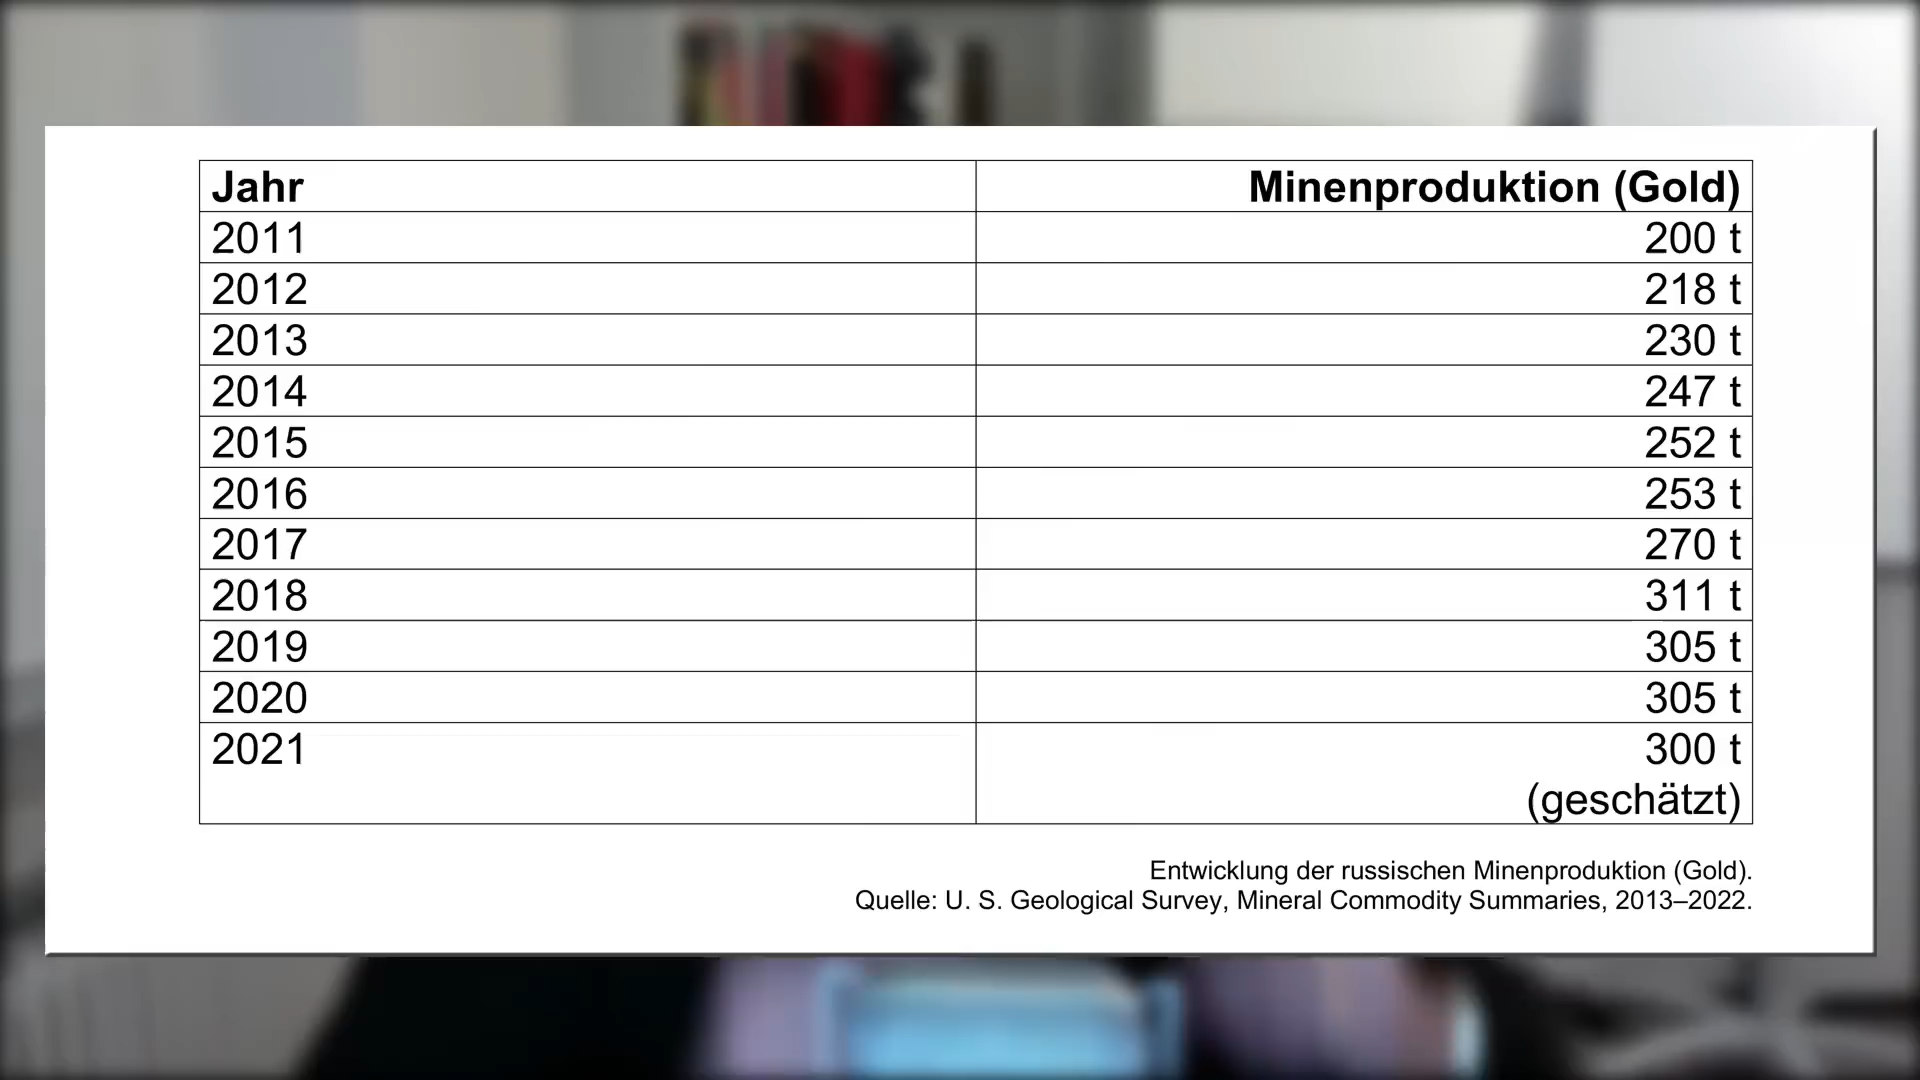 Jahr Minenproduktion (Gold)
2011 200 t
2012 218 t
2013 230 t
2014 247 t
2015 252 t
2016 253 t
2017 270 t
2018 311 t
2019 305 t
2020 305 t
2021 300 t
(geschätzt)
Entwicklung der russischen Minenproduktion (Gold).
Quelle: U. S. Geological Survey, Mineral Commodity Summaries, 2013–2022.